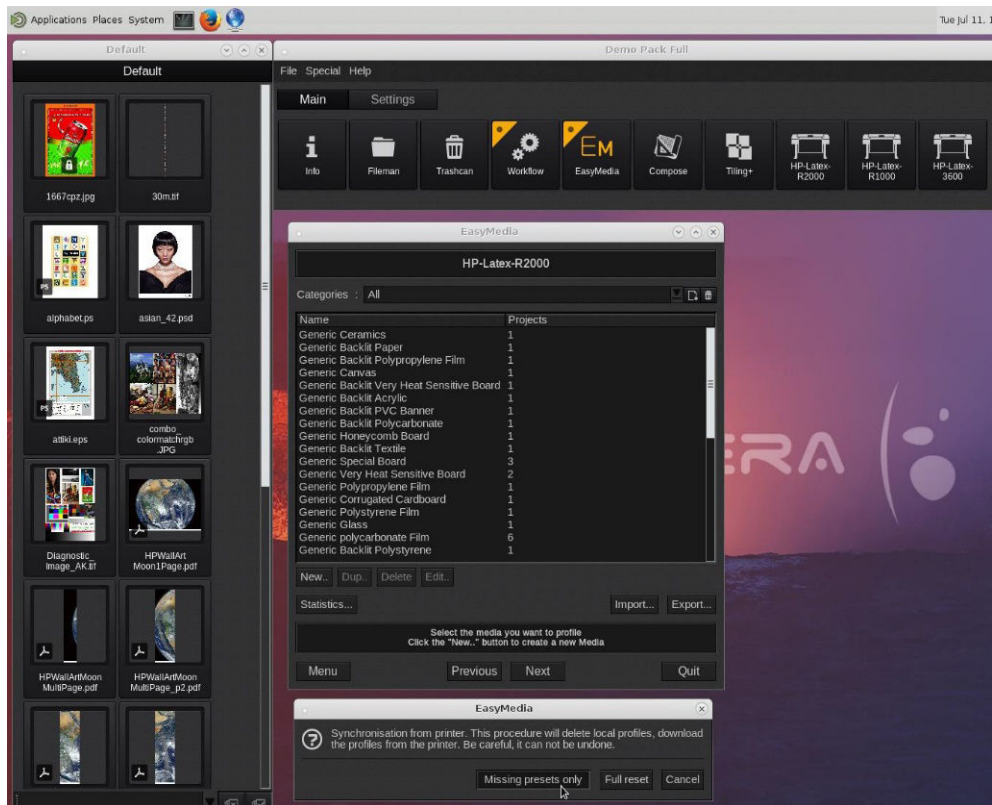 Applications Places System
Tue Jul 11, 1
Default
Default
1667cpz.jpg
30m.tif
PS
alphabet.ps
asian_42.psd
PS
attiki.eps
combo_
colormatchrgb
.JPG
Diagnostic_
Image_AK.tif
HPWallArt
Moon1Page.pdf
HPWallArtMoon
MultiPage.pdf
HPWallArtMoon
MultiPage_p2.pdf
Demo Pack Full
File Special Help
Main Settings
Info
Fileman
Trashcan
Workflow
EM
EasyMedia
Compose
Tiling+
HP-Latex-
R2000
HP-Latex-
R1000
HP-Latex-
3600
ERA
EasyMedia
HP-Latex-R2000
Categories : All
Name Projects
Generic Ceramics 1
Generic Backlit Paper 1
Generic Backlit Polypropylene Film 1
Generic Canvas 1
Generic Backlit Very Heat Sensitive Board 1
Generic Backlit Acrylic 1
Generic Backlit PVC Banner 1
Generic Backlit Polycarbonate 1
Generic Honeycomb Board 1
Generic Backlit Textile 1
Generic Special Board 3
Generic Very Heat Sensitive Board 2
Generic Polypropylene Film 1
Generic Corrugated Cardboard 1
Generic Polystyrene Film 1
Generic Glass 1
Generic polycarbonate Film 6
Generic Backlit Polystyrene 1
New.. Dup.. Delete Edit..
Statistics... Import... Export...
Select the media you want to profile
Click the "New.." button to create a new Media
Menu Previous Next Quit
EasyMedia
Synchronisation from printer. This procedure will delete local profiles, download
the profiles from the printer. Be careful, it can not be undone.
Missing presets only Full reset Cancel